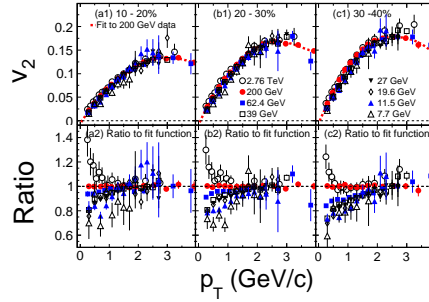 (a1) 10 - 20%
(b1) 20 - 30%
(c1) 30 -40%
Fit to 200 GeV data
v2
0.2
0.15
0.1
0.05
0
2.76 TeV
200 GeV
62.4 GeV
39 GeV
27 GeV
19.6 GeV
11.5 GeV
7.7 GeV
(a2) Ratio to fit function
(b2) Ratio to fit function
(c2) Ratio to fit function
Ratio
1.4
1.2
1
0.8
0.6
0 1 2 3
0 1 2 3
0 1 2 3
pT (GeV/c)